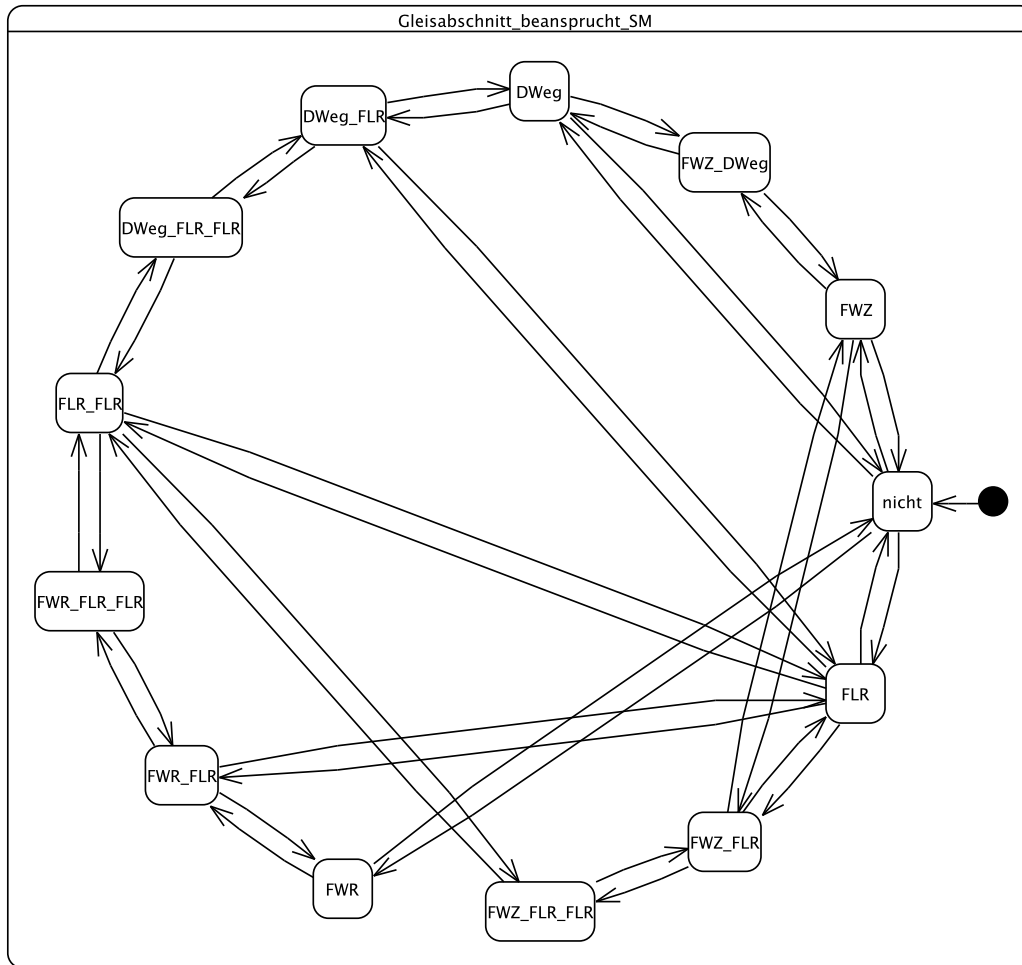 Gleisabschnitt_beansprucht_SM
DWeg
DWeg_FLR
FWZ_DWeg
DWeg_FLR_FLR
FWZ
FLR_FLR
nicht
FWR_FLR_FLR
FLR
FWR_FLR
FWZ_FLR
FWR
FWZ_FLR_FLR